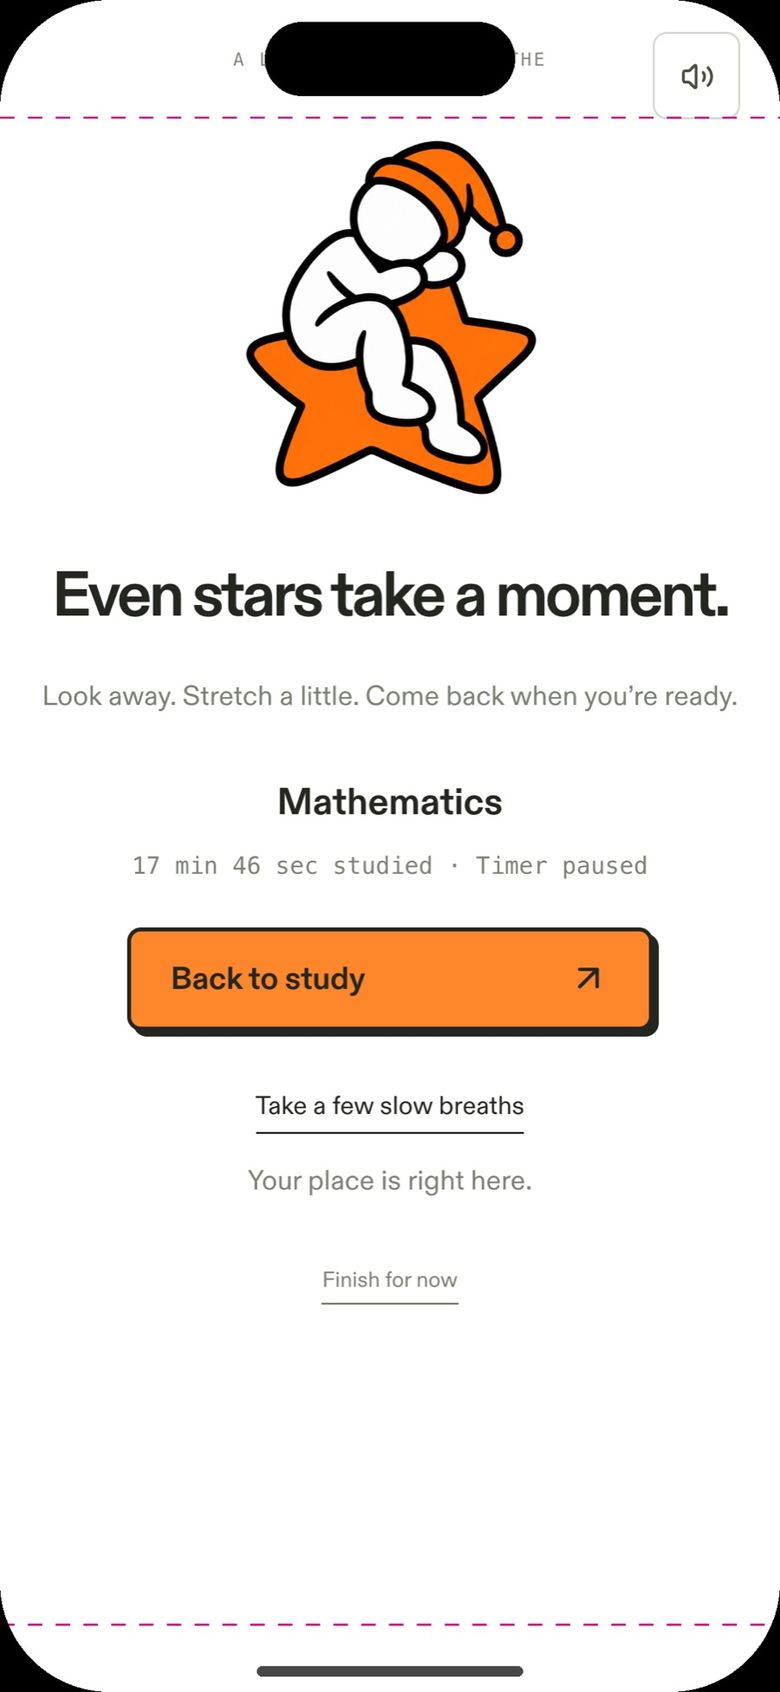 A THE
Even stars take a moment.
Look away. Stretch a little. Come back when you’re ready.
Mathematics
17 min 46 sec studied · Timer paused
Back to study
Take a few slow breaths
Your place is right here.
Finish for now